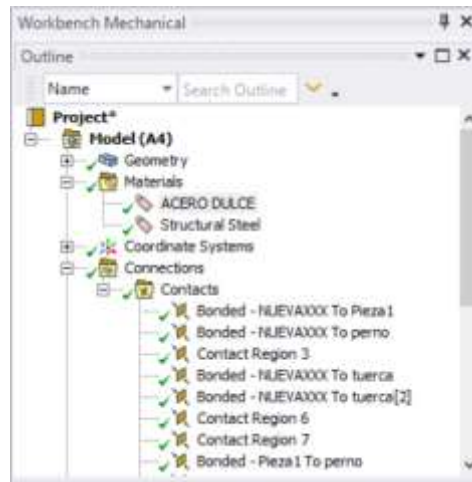 Workbench Mechanical
Outline
Name Search Outline
Project*
Model (A4)
Geometry
Materials
ACERO DULCE
Structural Steel
Coordinate Systems
Connections
Contacts
Bonded - NUEVAXXX To Pieza1
Bonded - NUEVAXXX To perno
Contact Region 3
Bonded - NUEVAXXX To tuerca
Bonded - NUEVAXXX To tuerca[2]
Contact Region 6
Contact Region 7
Bonded - Pieza1 To perno